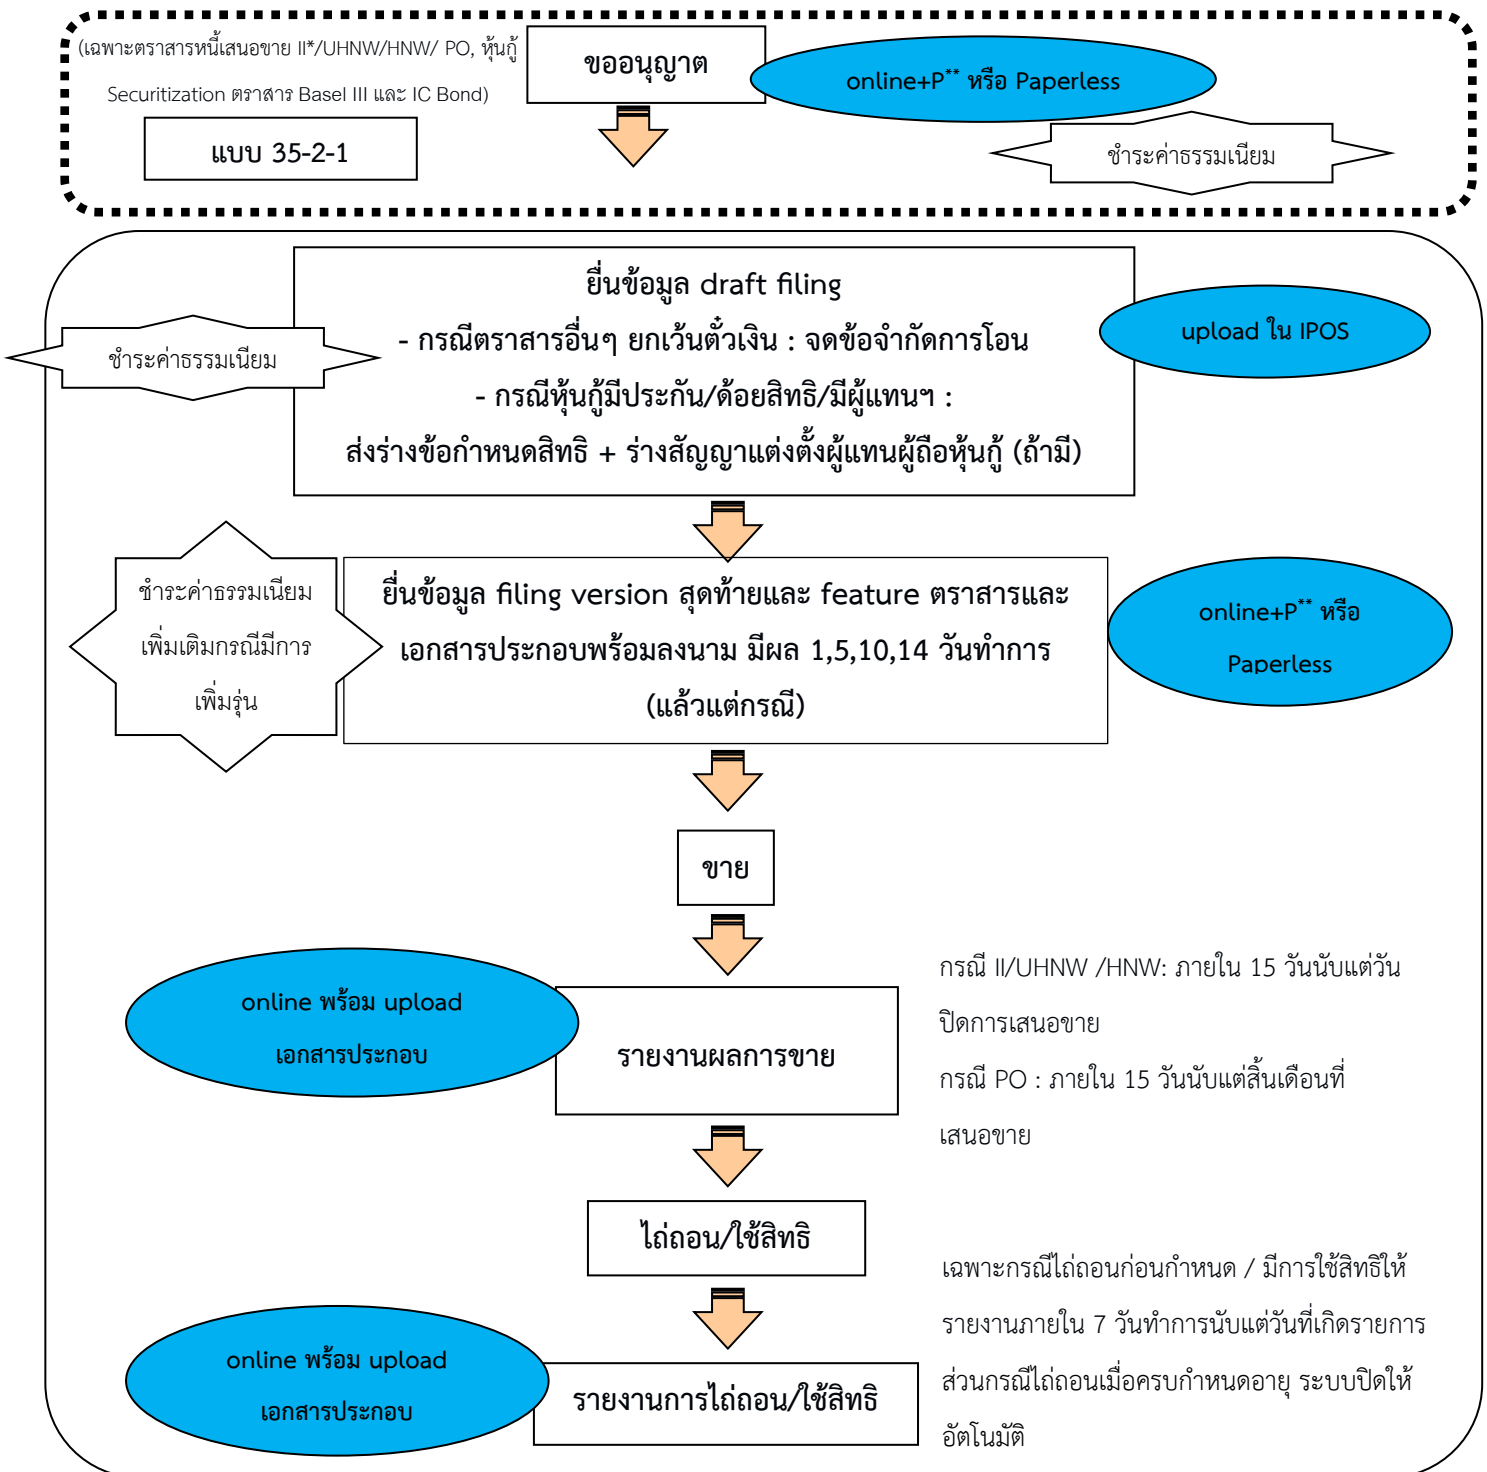 (เฉพาะตราสารหนี้เสนอขาย II*/UHNW/HNW/ PO, หุ้นกู้
Securitization ตราสาร Basel III และ IC Bond)
ขออนุญาต
online+P** หรือ Paperless
แบบ 35-2-1
ชำระค่าธรรมเนียม
ยื่นข้อมูล draft filing
- กรณีตราสารอื่นๆ ยกเว้นตั๋วเงิน : จดข้อจำกัดการโอน
- กรณีหุ้นกู้มีประกัน/ด้อยสิทธิ/มีผู้แทนฯ :
ส่งร่างข้อกำหนดสิทธิ + ร่างสัญญาแต่งตั้งผู้แทนผู้ถือหุ้นกู้ (ถ้ามี)
ชำระค่าธรรมเนียม
upload ใน IPOS
ชำระค่าธรรมเนียม
เพิ่มเติมกรณีมีการ
เพิ่มรุ่น
ยื่นข้อมูล filing version สุดท้ายและ feature ตราสารและ
เอกสารประกอบพร้อมลงนาม มีผล 1,5,10,14 วันทำการ
(แล้วแต่กรณี)
online+P** หรือ
Paperless
ขาย
online พร้อม upload
เอกสารประกอบ
รายงานผลการขาย
กรณี II/UHNW /HNW: ภายใน 15 วันนับแต่วัน
ปิดการเสนอขาย
กรณี PO : ภายใน 15 วันนับแต่สิ้นเดือนที่
เสนอขาย
ไถ่ถอน/ใช้สิทธิ
online พร้อม upload
เอกสารประกอบ
รายงานการไถ่ถอน/ใช้สิทธิ
เฉพาะกรณีไถ่ถอนก่อนกำหนด / มีการใช้สิทธิให้
รายงานภายใน 7 วันทำการนับแต่วันที่เกิดรายการ
ส่วนกรณีไถ่ถอนเมื่อครบกำหนดอายุ ระบบปิดให้
อัตโนมัติ